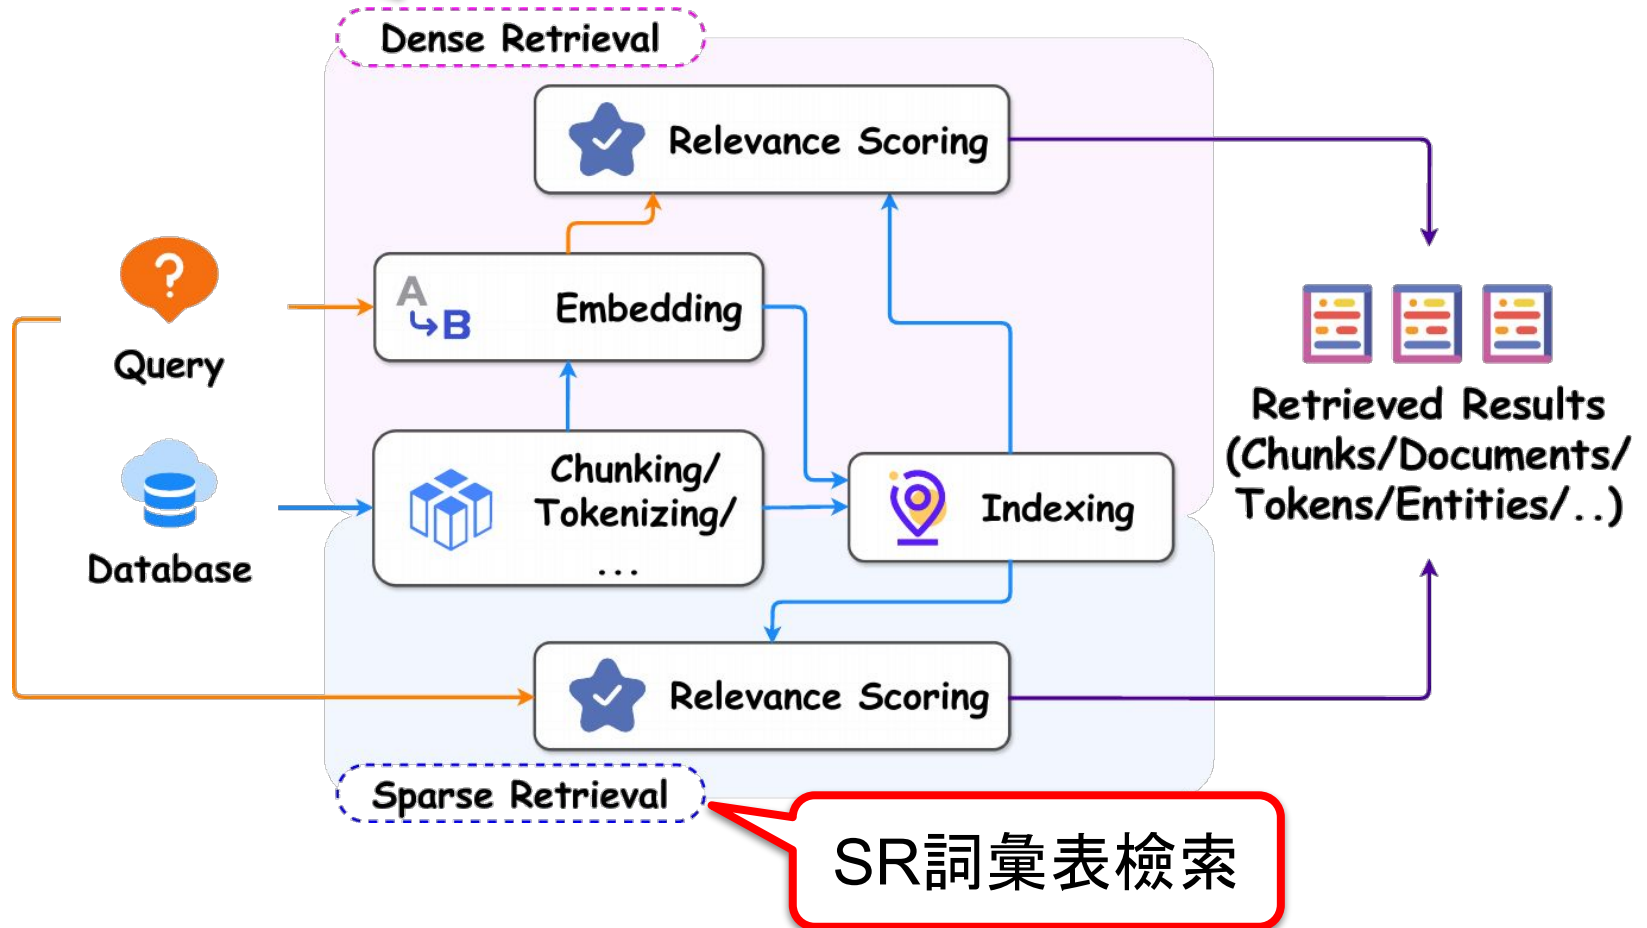 Dense Retrieval
Relevance Scoring
A
B
Embedding
?
Query
Chunking/
Tokenizing/
...
Database
Indexing
Retrieved Results
(Chunks/Documents/
Tokens/Entities/..)
Relevance Scoring
Sparse Retrieval
SR詞彙表檢索